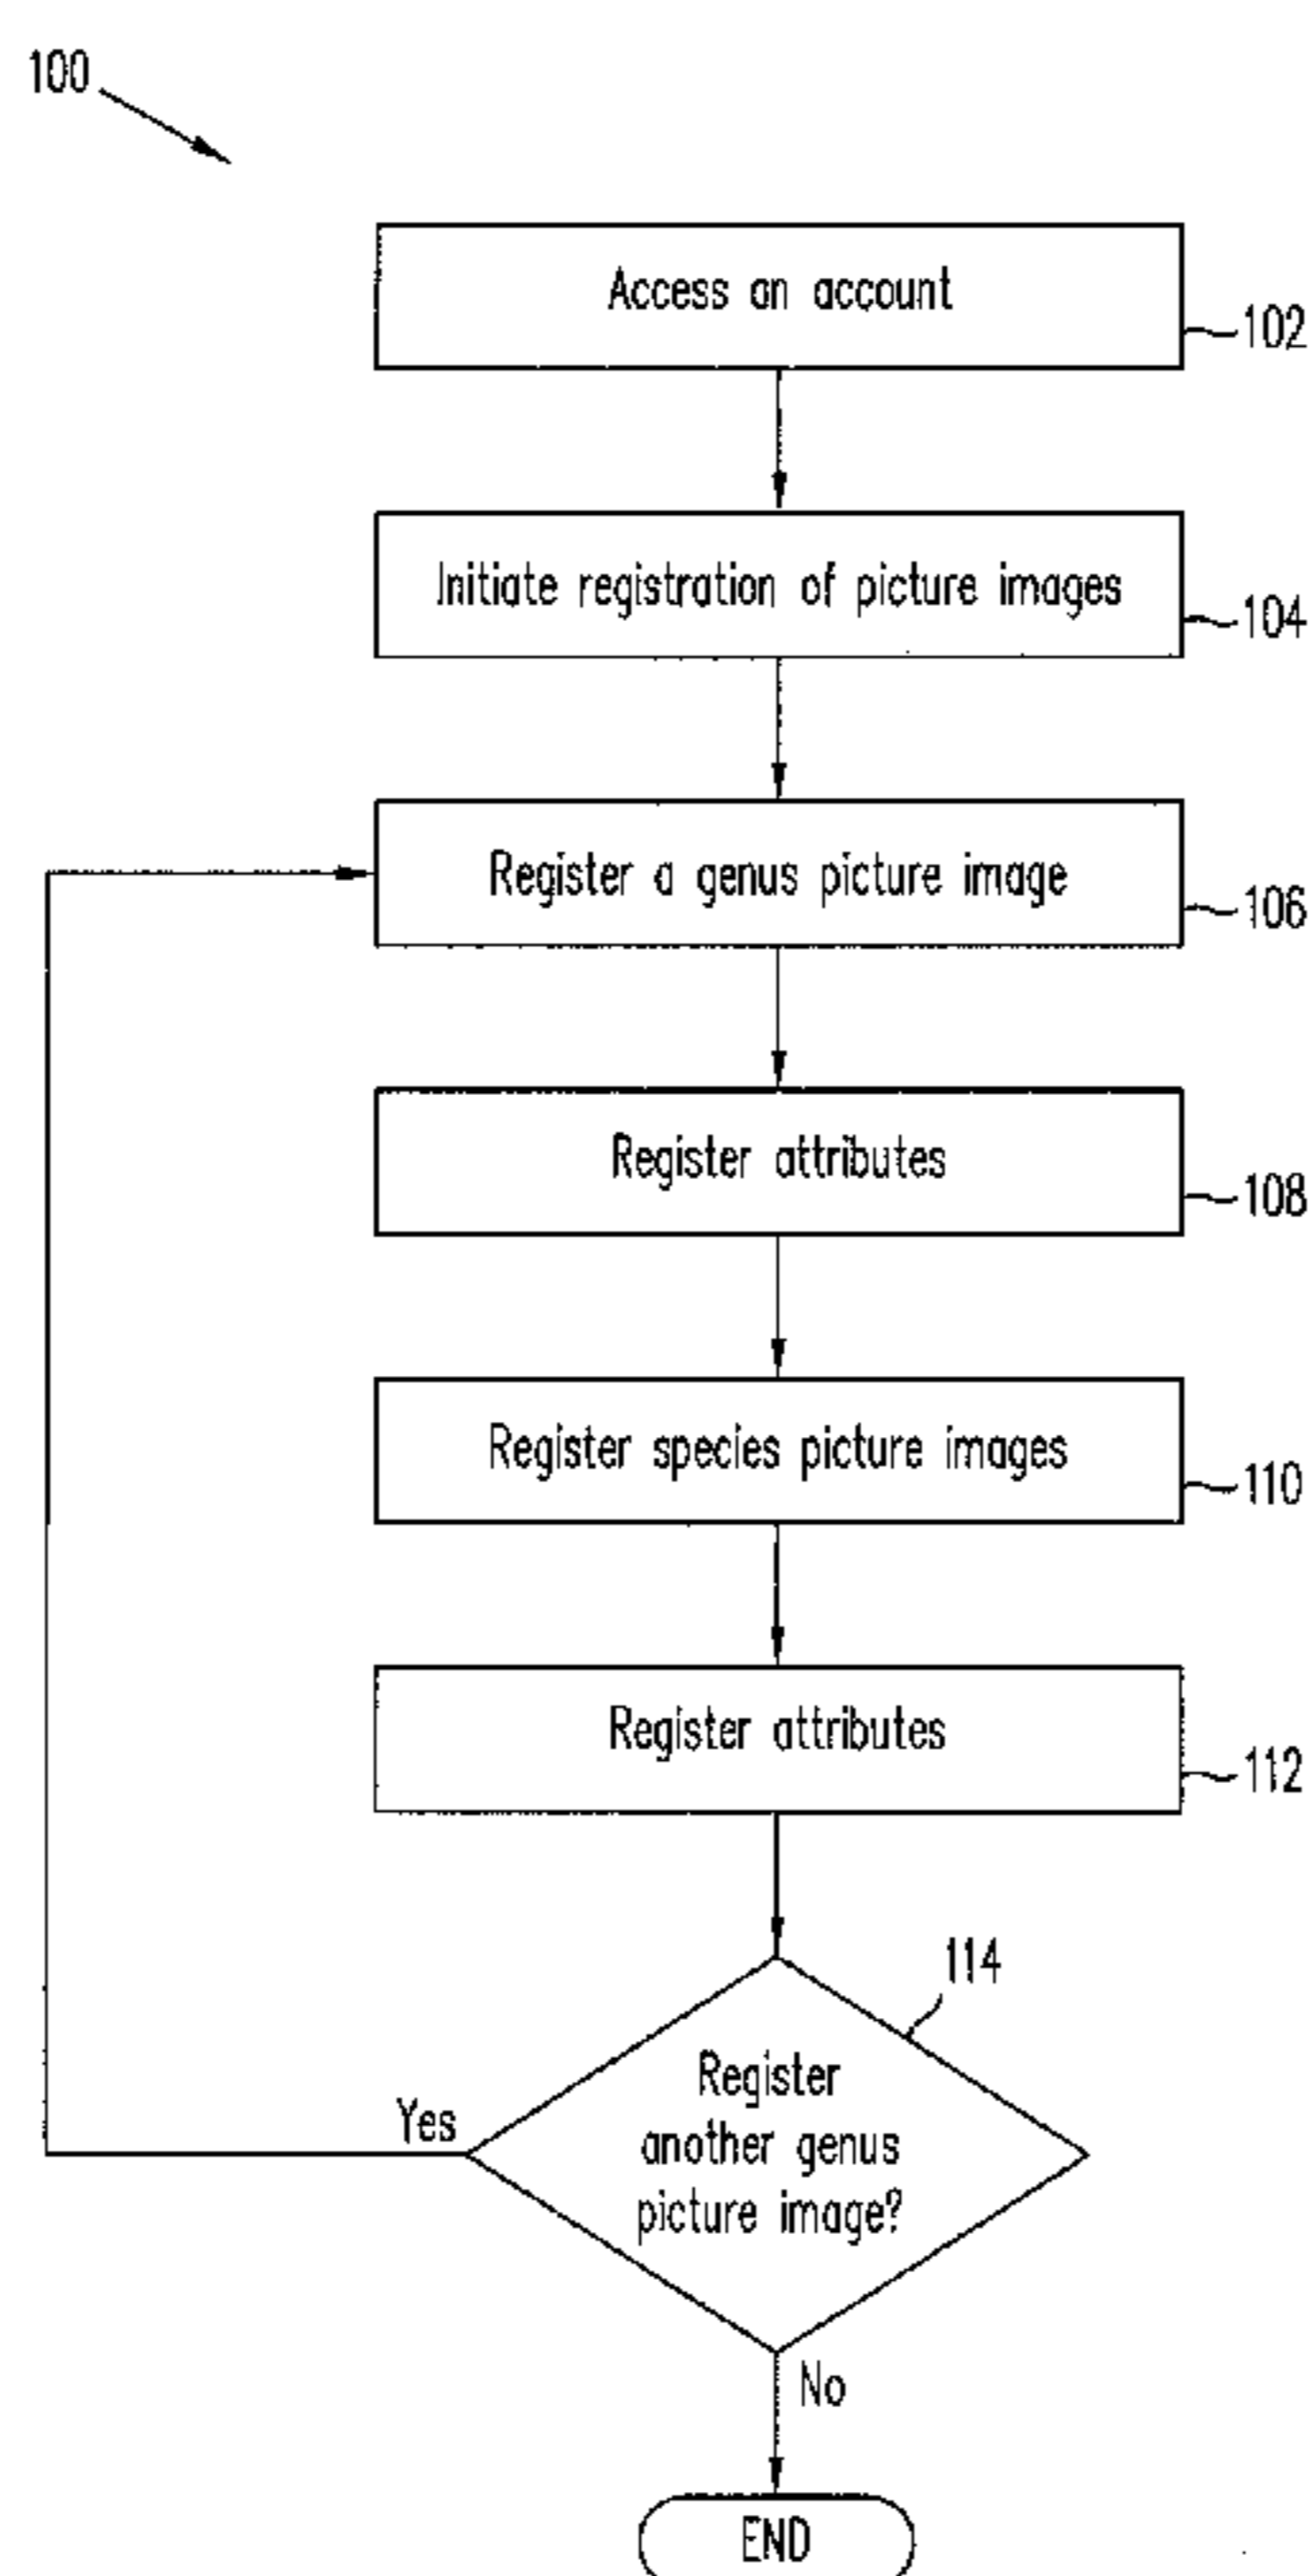 100
Access an account
102
Initiate registration of picture images
104
Register a genus picture image
106
Register attributes
108
Register species picture images
110
Register attributes
112
114
Register
another genus
picture image?
Yes
No
END